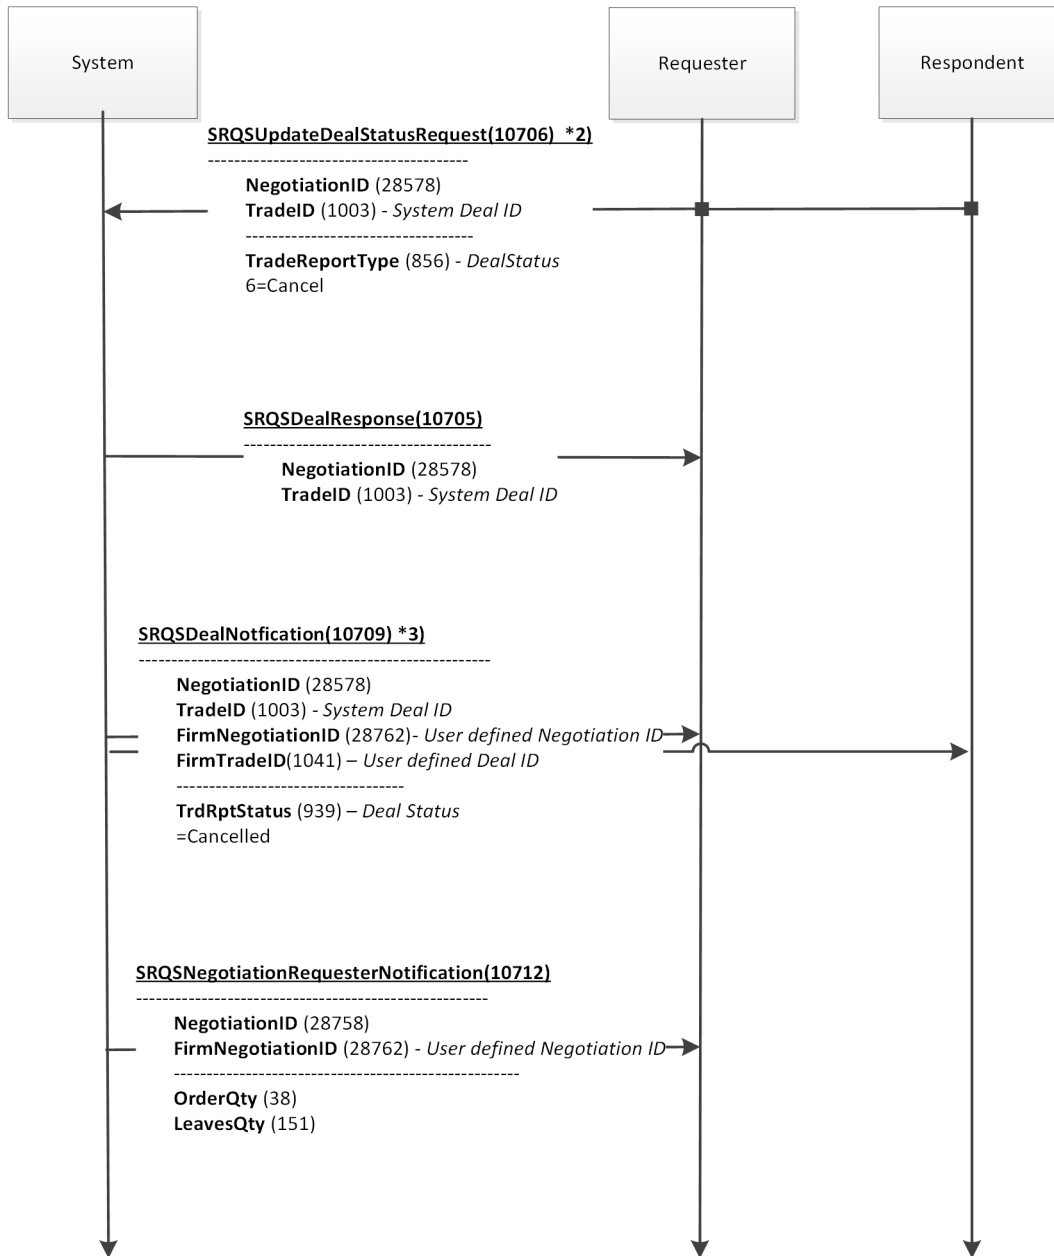 System
Requester
Respondent
SRQSUpdateDealStatusRequest(10706) *2)
----------------------------------------
NegotiationID (28578)
TradeID (1003) - System Deal ID
-----------------------------------
TradeReportType (856) - DealStatus
6=Cancel
SRQSDealResponse(10705)
--------------------------------------
NegotiationID (28578)
TradeID (1003) - System Deal ID
SRQSDealNotfication(10709) *3)
------------------------------------------------------
NegotiationID (28578)
TradeID (1003) - System Deal ID
FirmNegotiationID (28762)- User defined Negotiation ID
FirmTradeID(1041) – User defined Deal ID
-----------------------------------
TrdRptStatus (939) – Deal Status
=Cancelled
SRQSNegotiationRequesterNotification(10712)
------------------------------------------------------
NegotiationID (28758)
FirmNegotiationID (28762) - User defined Negotiation ID
-----------------------------------------------------
OrderQty (38)
LeavesQty (151)